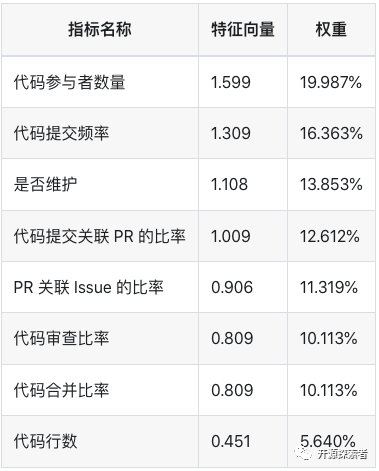 指标名称 特征向量 权重
代码参与者数量 1.599 19.987%
代码提交频率 1.309 16.363%
是否维护 1.108 13.853%
代码提交关联 PR 的比率 1.009 12.612%
PR 关联 Issue 的比率 0.906 11.319%
代码审查比率 0.809 10.113%
代码合并比率 0.809 10.113%
代码行数 0.451 5.640%
开源探索者